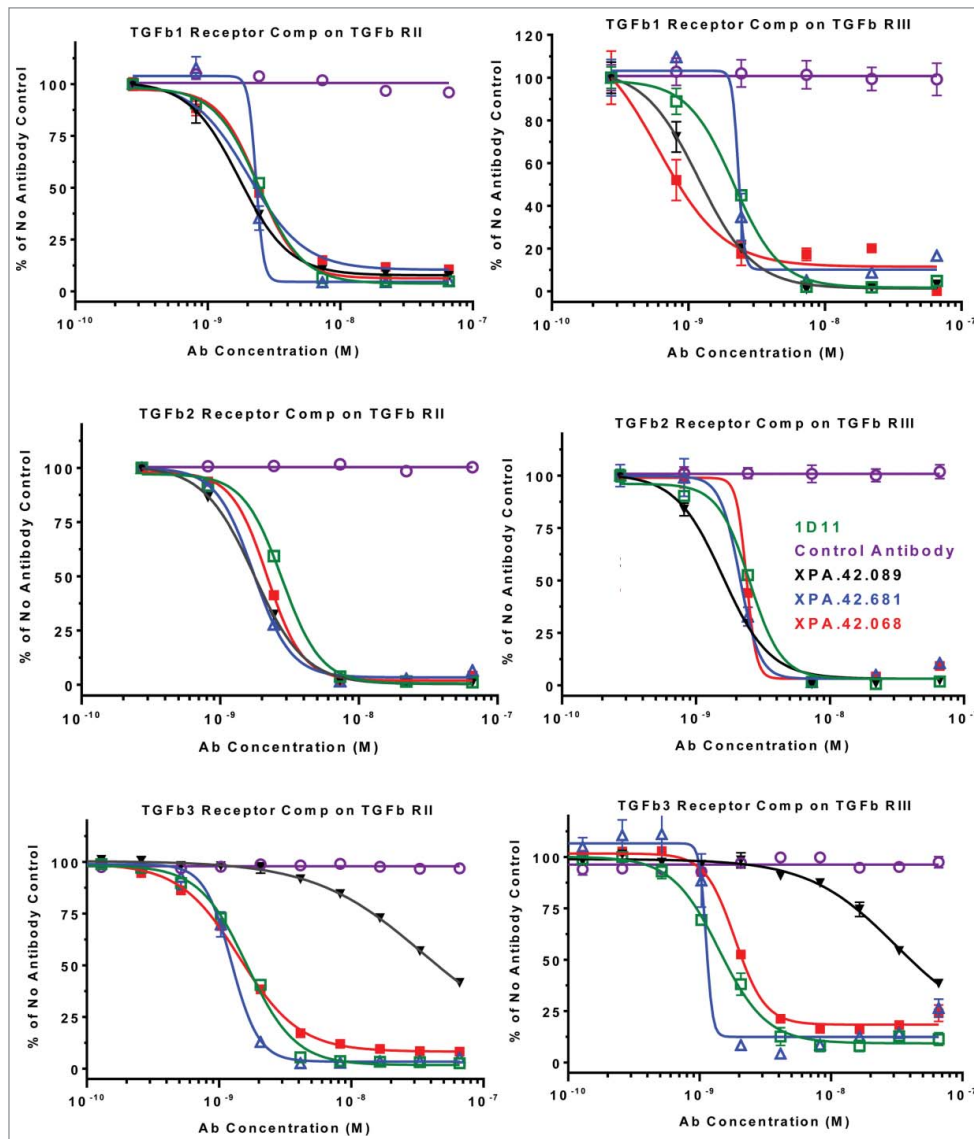 TGFb1 Receptor Comp on TGFb RII
% of No Antibody Control
100
75
50
25
0
10-10
10-9
10-8
10-7
Ab Concentration (M)
TGFb1 Receptor Comp on TGFb RIII
% of No Antibody Control
120
100
80
60
40
20
0
10-10
10-9
10-8
10-7
Ab Concentration (M)
TGFb2 Receptor Comp on TGFb RII
% of No Antibody Control
100
75
50
25
0
10-10
10-9
10-8
10-7
Ab Concentration (M)
TGFb2 Receptor Comp on TGFb RIII
% of No Antibody Control
100
75
50
25
0
10-10
10-9
10-8
10-7
Ab Concentration (M)
1D11
Control Antibody
XPA.42.089
XPA.42.681
XPA.42.068
TGFb3 Receptor Comp on TGFb RII
% of No Antibody Control
100
75
50
25
0
10-10
10-9
10-8
10-7
Ab Concentration (M)
TGFb3 Receptor Comp on TGFb RIII
% of No Antibody Control
125
100
75
50
25
0
10-10
10-9
10-8
10-7
Ab Concentration (M)